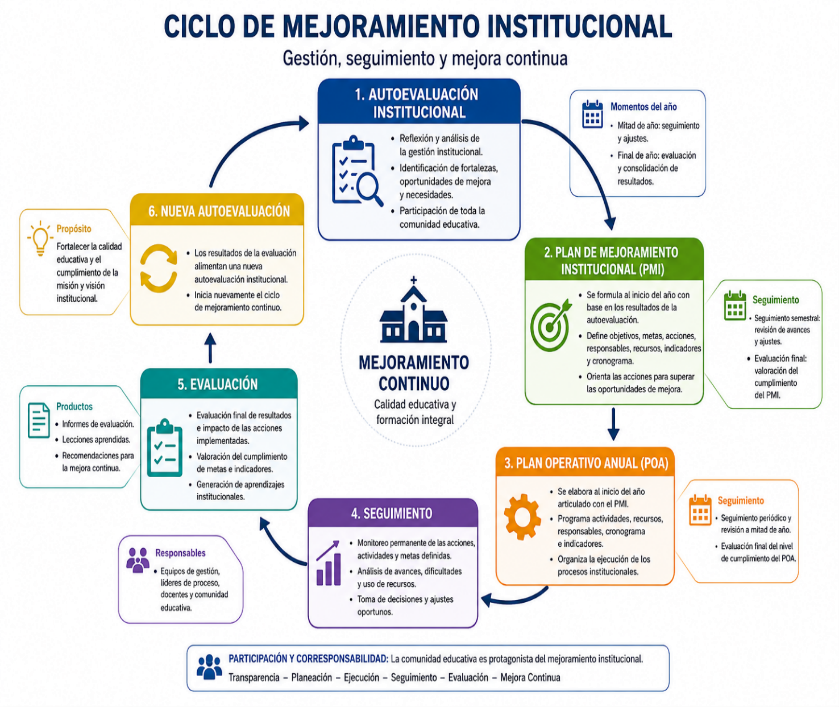 CICLO DE MEJORAMIENTO INSTITUCIONAL
Gestión, seguimiento y mejora continua
1. AUTOEVALUACIÓN
INSTITUCIONAL
• Reflexión y análisis de
la gestión institucional.
• Identificación de fortalezas,
oportunidades de mejora
y necesidades.
• Participación de toda la
comunidad educativa.
Momentos del año
• Mitad de año: seguimiento
y ajustes.
• Final de año: evaluación
y consolidación de
resultados.
2. PLAN DE MEJORAMIENTO
INSTITUCIONAL (PMI)
• Se formula al inicio del año con
base en los resultados de la
autoevaluación.
• Define objetivos, metas, acciones,
responsables, recursos, indicadores
y cronograma.
• Orienta las acciones para superar
las oportunidades de mejora.
Seguimiento
• Seguimiento semestral:
revisión de avances
y ajustes.
• Evaluación final:
valoración del
cumplimiento
del PMI.
3. PLAN OPERATIVO ANUAL (POA)
• Se elabora al inicio del año
articulado con el PMI.
• Programa actividades, recursos,
responsables, cronograma
e indicadores.
• Organiza la ejecución de los
procesos institucionales.
Seguimiento
• Seguimiento periódico y
revisión a mitad de año.
• Evaluación final del nivel
de cumplimiento del POA.
4. SEGUIMIENTO
• Monitoreo permanente de las acciones,
actividades y metas definidas.
• Análisis de avances, dificultades
y uso de recursos.
• Toma de decisiones y ajustes
oportunos.
Responsables
• Equipos de gestión,
líderes de proceso,
docentes y comunidad
educativa.
5. EVALUACIÓN
• Evaluación final de resultados
e impacto de las acciones
implementadas.
• Valoración del cumplimiento
de metas e indicadores.
• Generación de aprendizajes
institucionales.
Productos
• Informes de evaluación.
• Lecciones aprendidas.
• Recomendaciones para
la mejora continua.
6. NUEVA AUTOEVALUACIÓN
• Los resultados de la evaluación
alimentan una nueva
autoevaluación institucional.
• Inicia nuevamente el ciclo
de mejoramiento continuo.
Propósito
Fortalecer la calidad
educativa y el
cumplimiento de la
misión y visión
institucional.
MEJORAMIENTO
CONTINUO
Calidad educativa y
formación integral
PARTICIPACIÓN Y CORRESPONSABILIDAD: La comunidad educativa es protagonista del mejoramiento institucional.
Transparencia – Planeación – Ejecución – Seguimiento – Evaluación – Mejora Continua